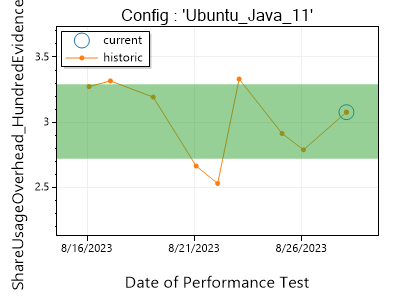 Config : 'Ubuntu_Java_11'
current
historic
ShareUsageOverhead_HundredEvidence
3.5
3
2.5
8/16/2023
8/21/2023
8/26/2023
Date of Performance Test